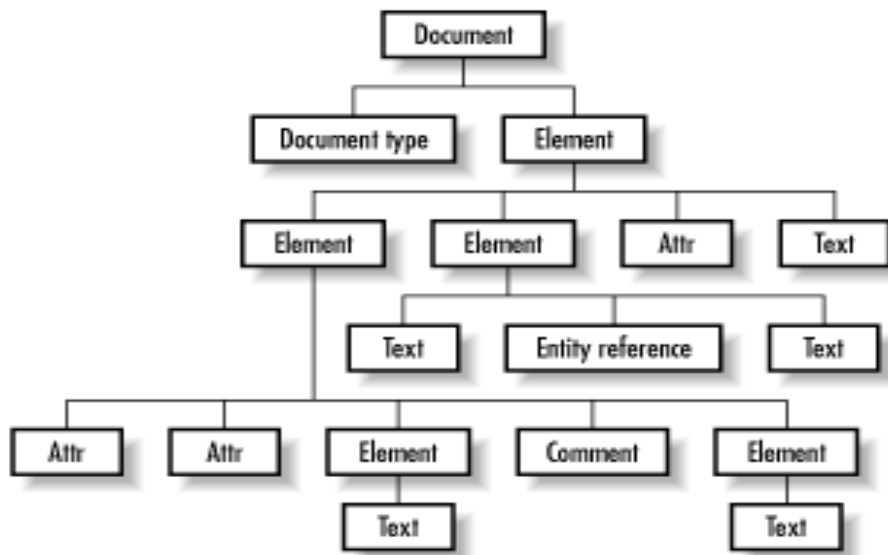 Document
Document type
Element
Element
Element
Attr
Text
Text
Entity reference
Text
Attr
Attr
Element
Comment
Element
Text
Text